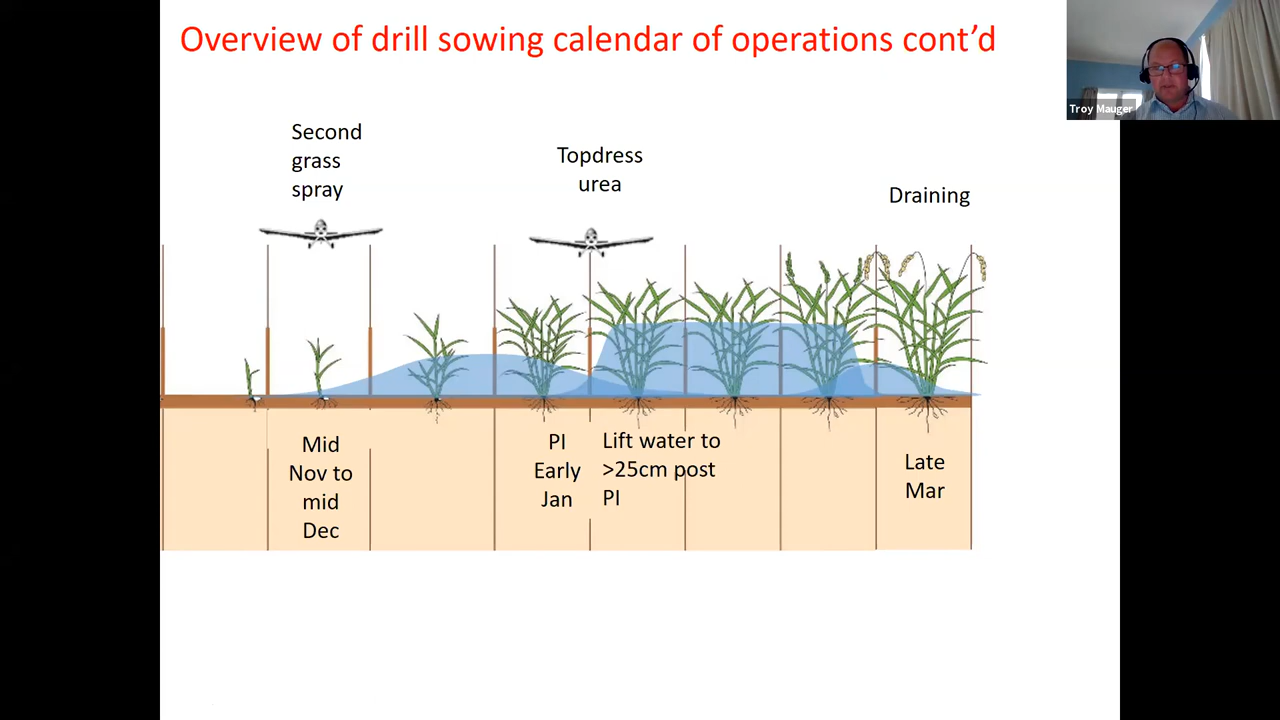 Overview of drill sowing calendar of operations cont’d
Troy Mauger
Second
grass
spray
Topdress
urea
Draining
Mid
Nov to
mid
Dec
PI
Early
Jan
Lift water to
>25cm post
PI
Late
Mar